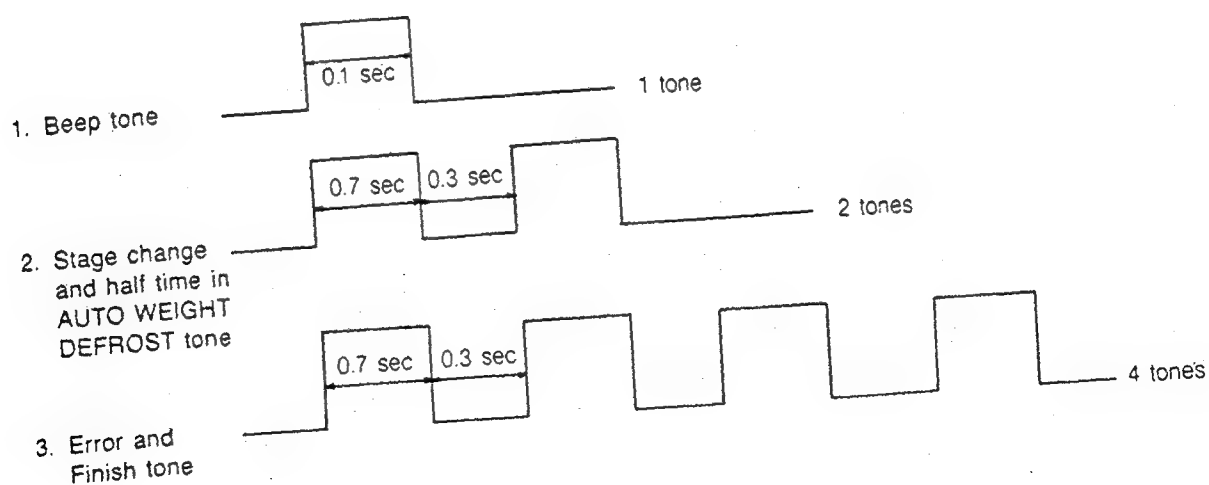 0.1 sec
1 tone
1. Beep tone
0.7 sec
0.3 sec
2 tones
2. Stage change
and half time in
AUTO WEIGHT
DEFROST tone
0.7 sec
0.3 sec
4 tones
3. Error and
Finish tone